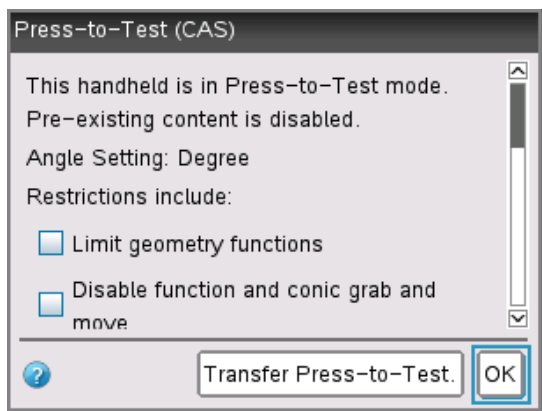 Press-to-Test (CAS)
This handheld is in Press-to-Test mode.
Pre-existing content is disabled.
Angle Setting: Degree
Restrictions include:
Limit geometry functions
Disable function and conic grab and
move
?
Transfer Press-to-Test.
OK